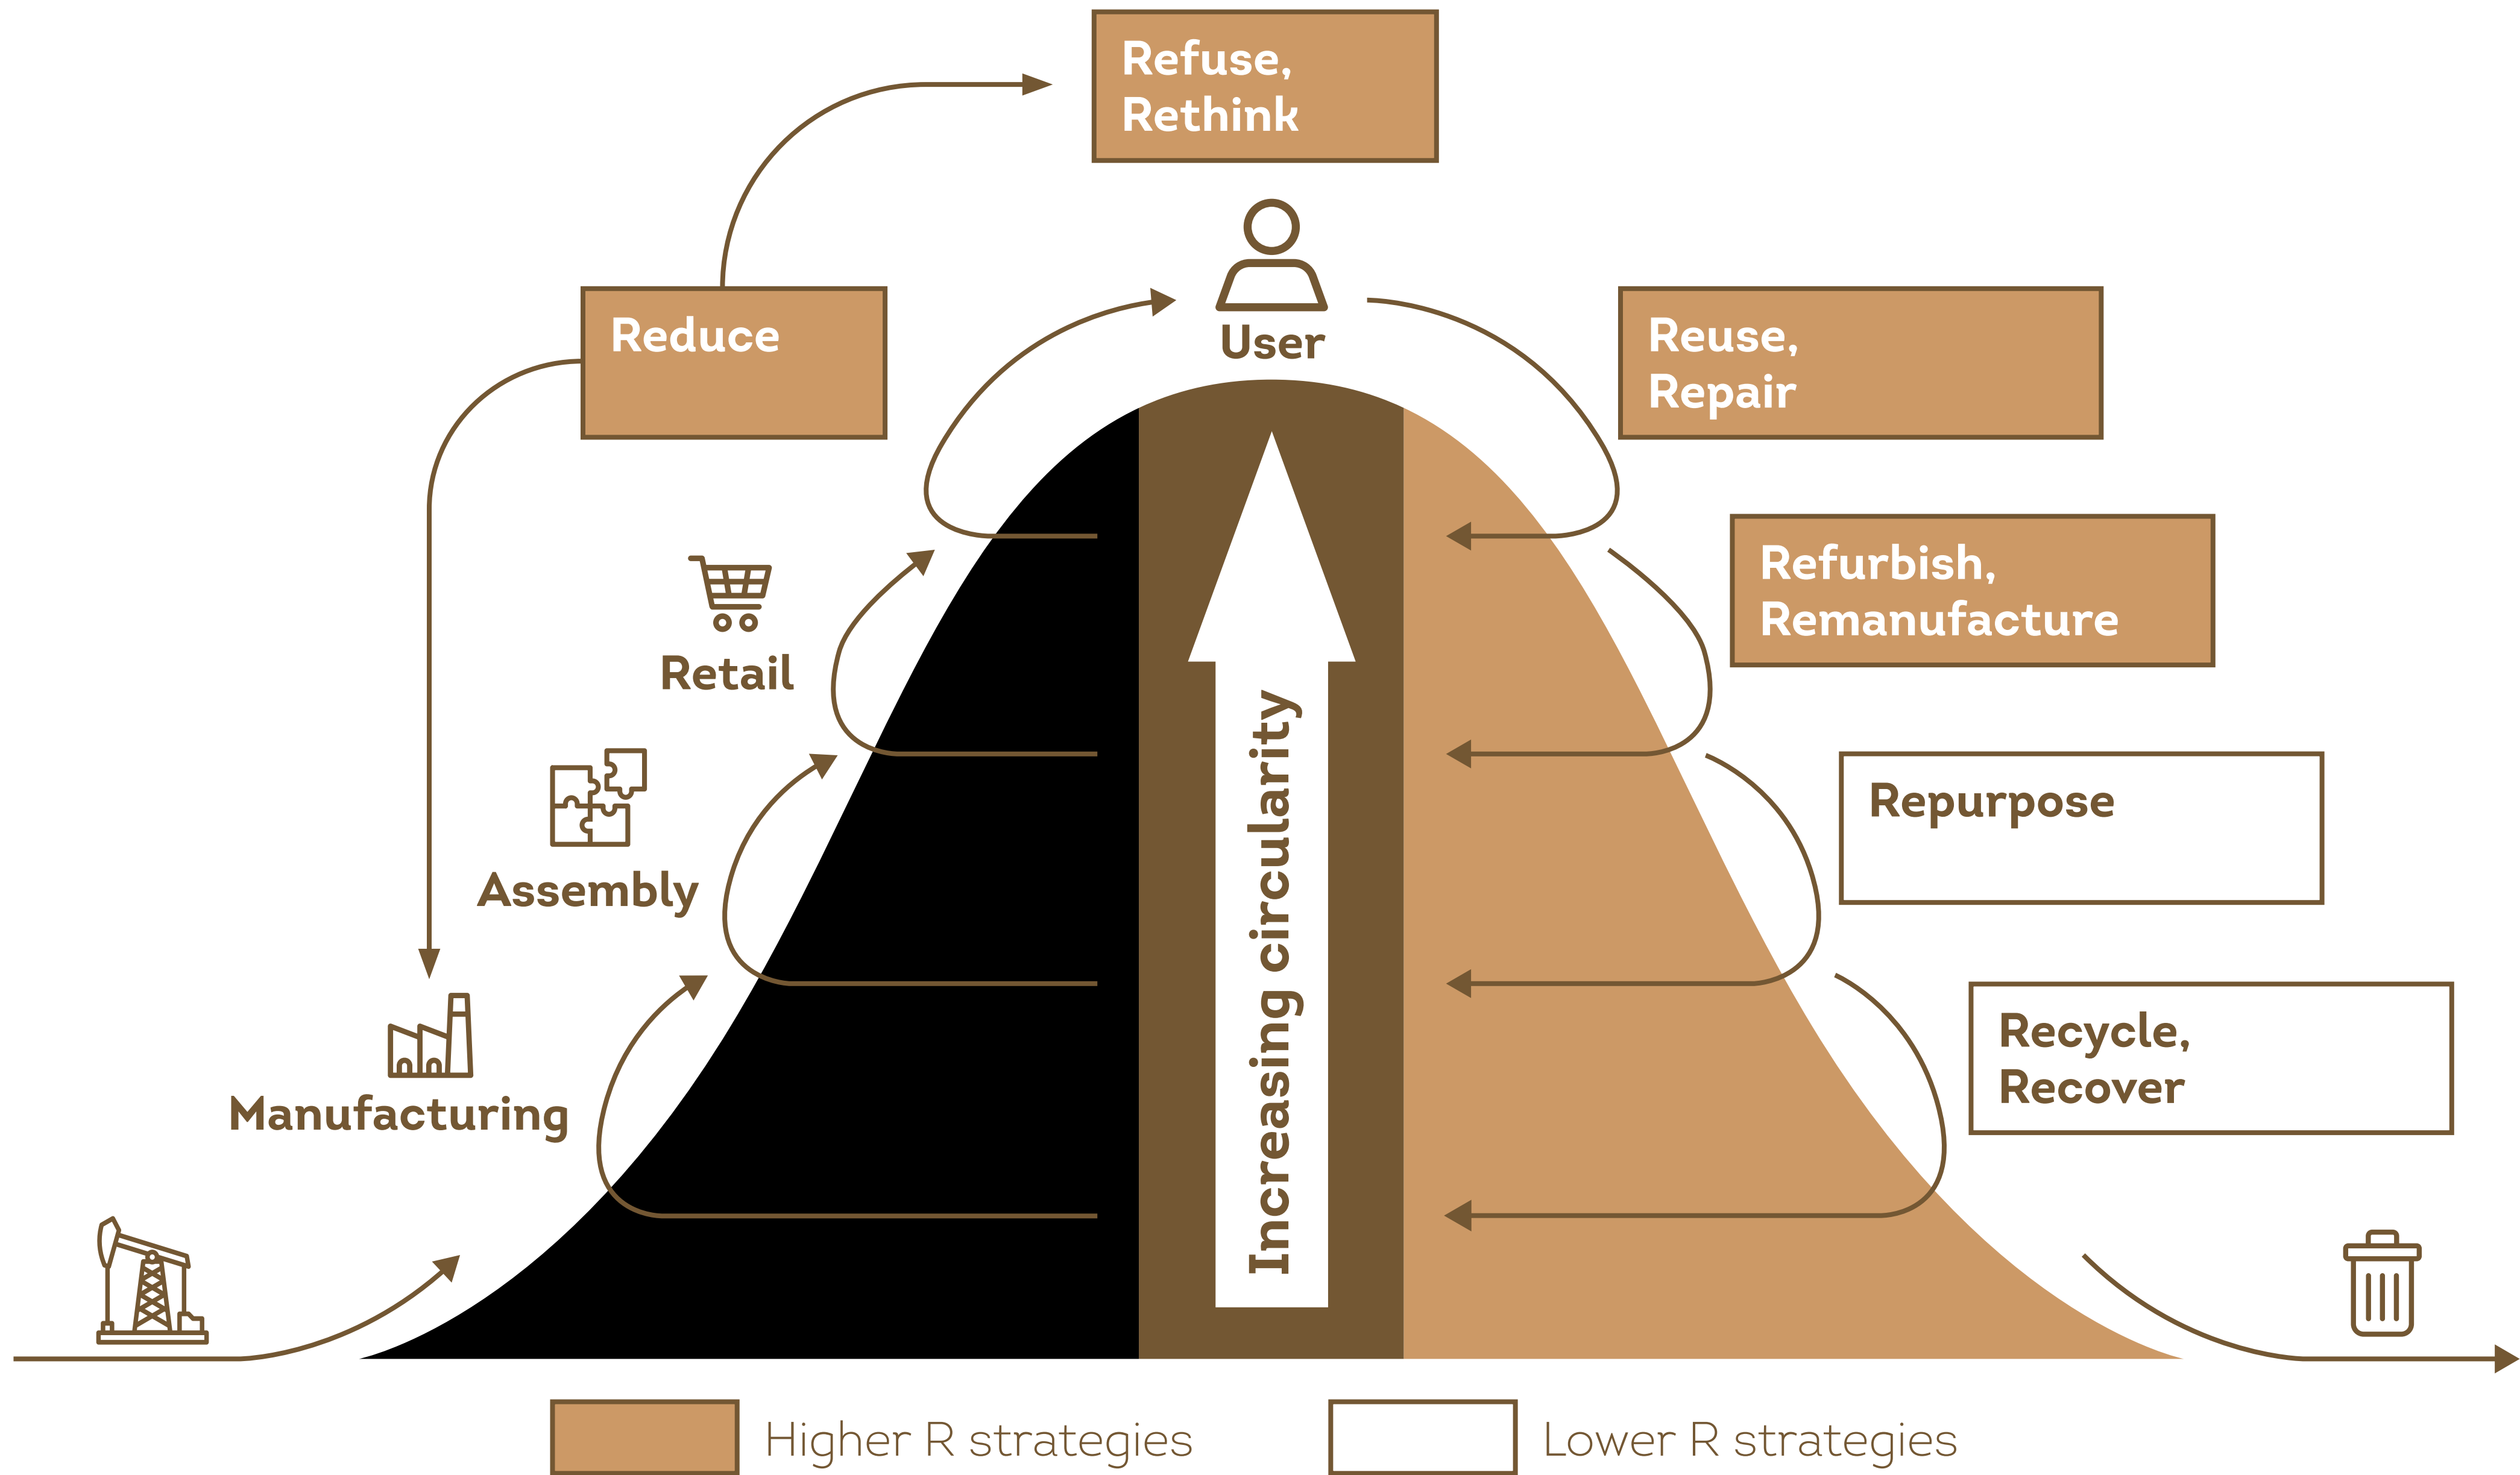 Refuse,
Rethink
Reduce
User
Reuse,
Repair
Refurbish,
Remanufacture
Retail
Repurpose
Assembly
Recycle,
Recover
Manufacturing
Increasing circularity
Higher R strategies
Lower R strategies